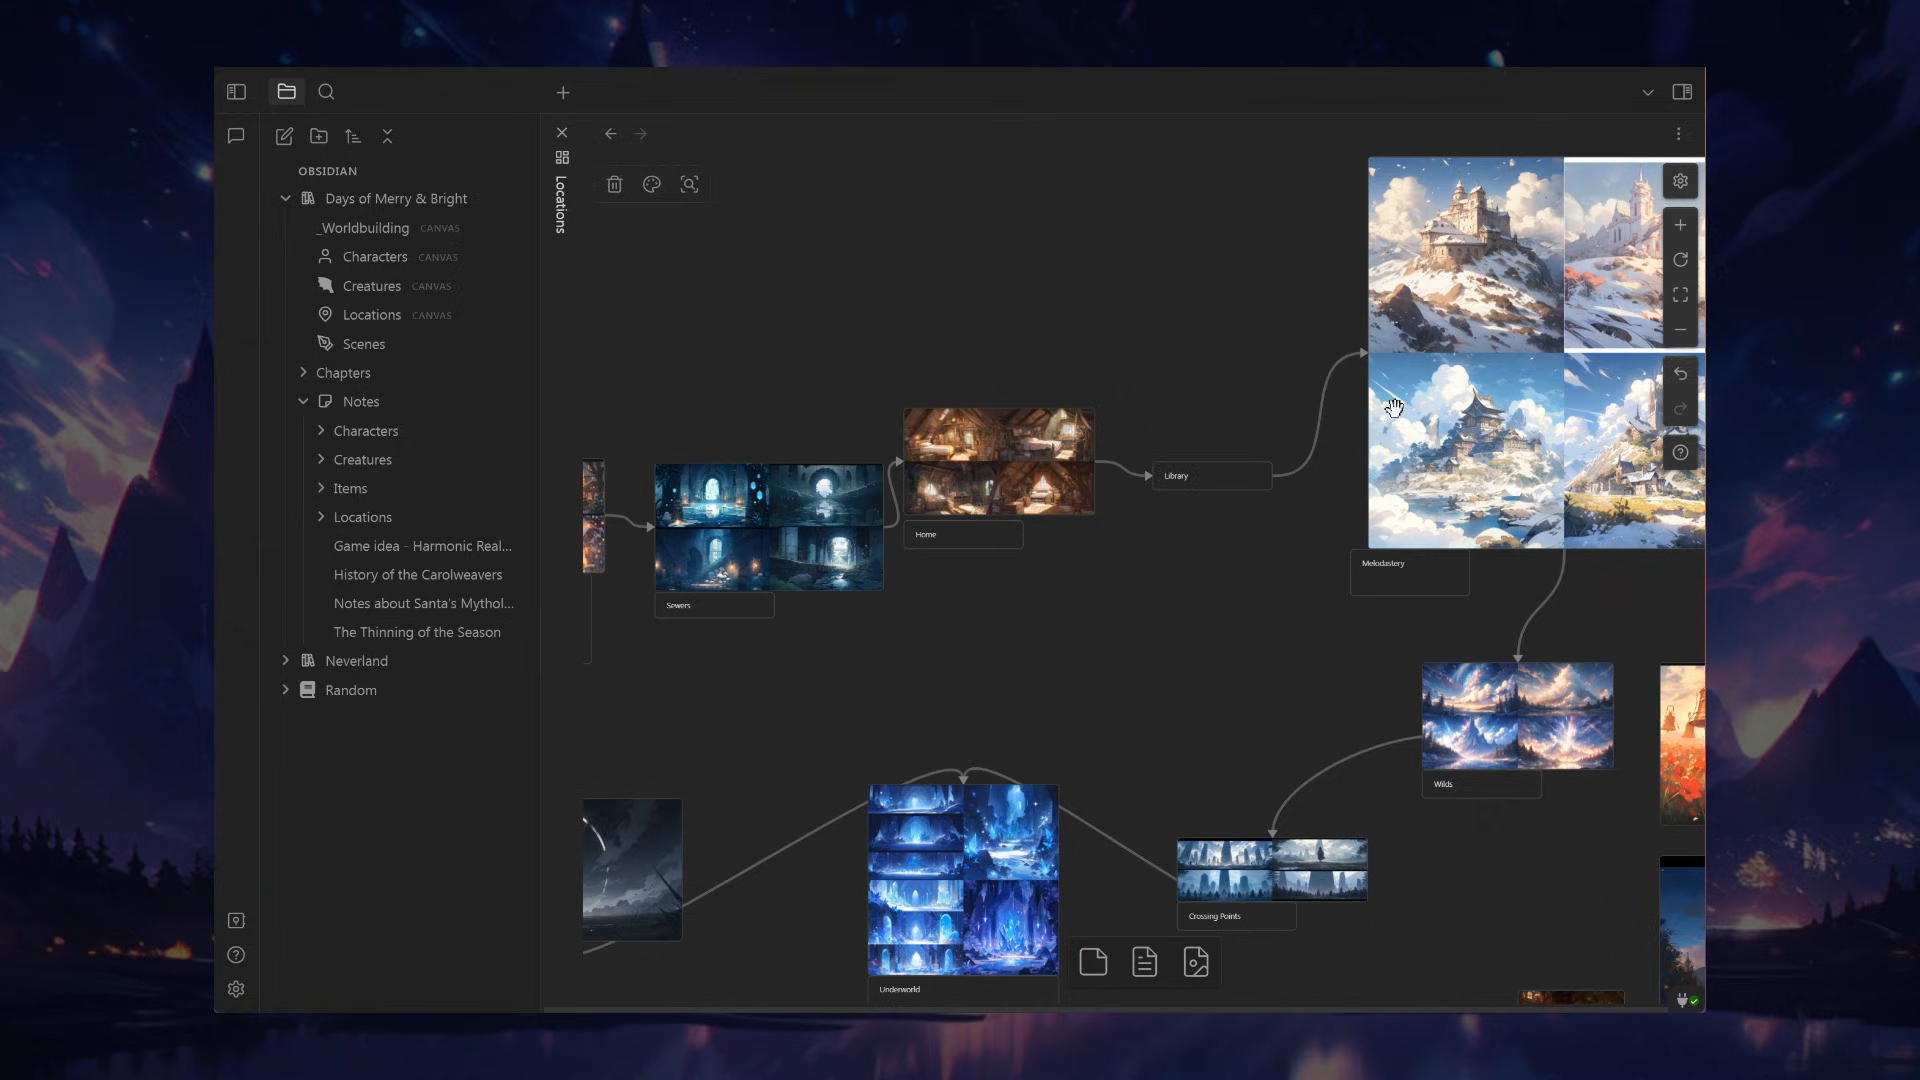 OBSIDIAN
Days of Merry & Bright
_Worldbuilding CANVAS
Characters CANVAS
Creatures CANVAS
Locations CANVAS
Scenes
Chapters
Notes
Characters
Creatures
Items
Locations
Game idea - Harmonic Real...
History of the Carolweavers
Notes about Santa's Mythol...
The Thinning of the Season
Neverland
Random
Locations
Sewers
Home
Library
Melodastery
Wilds
Crossing Points
Underworld